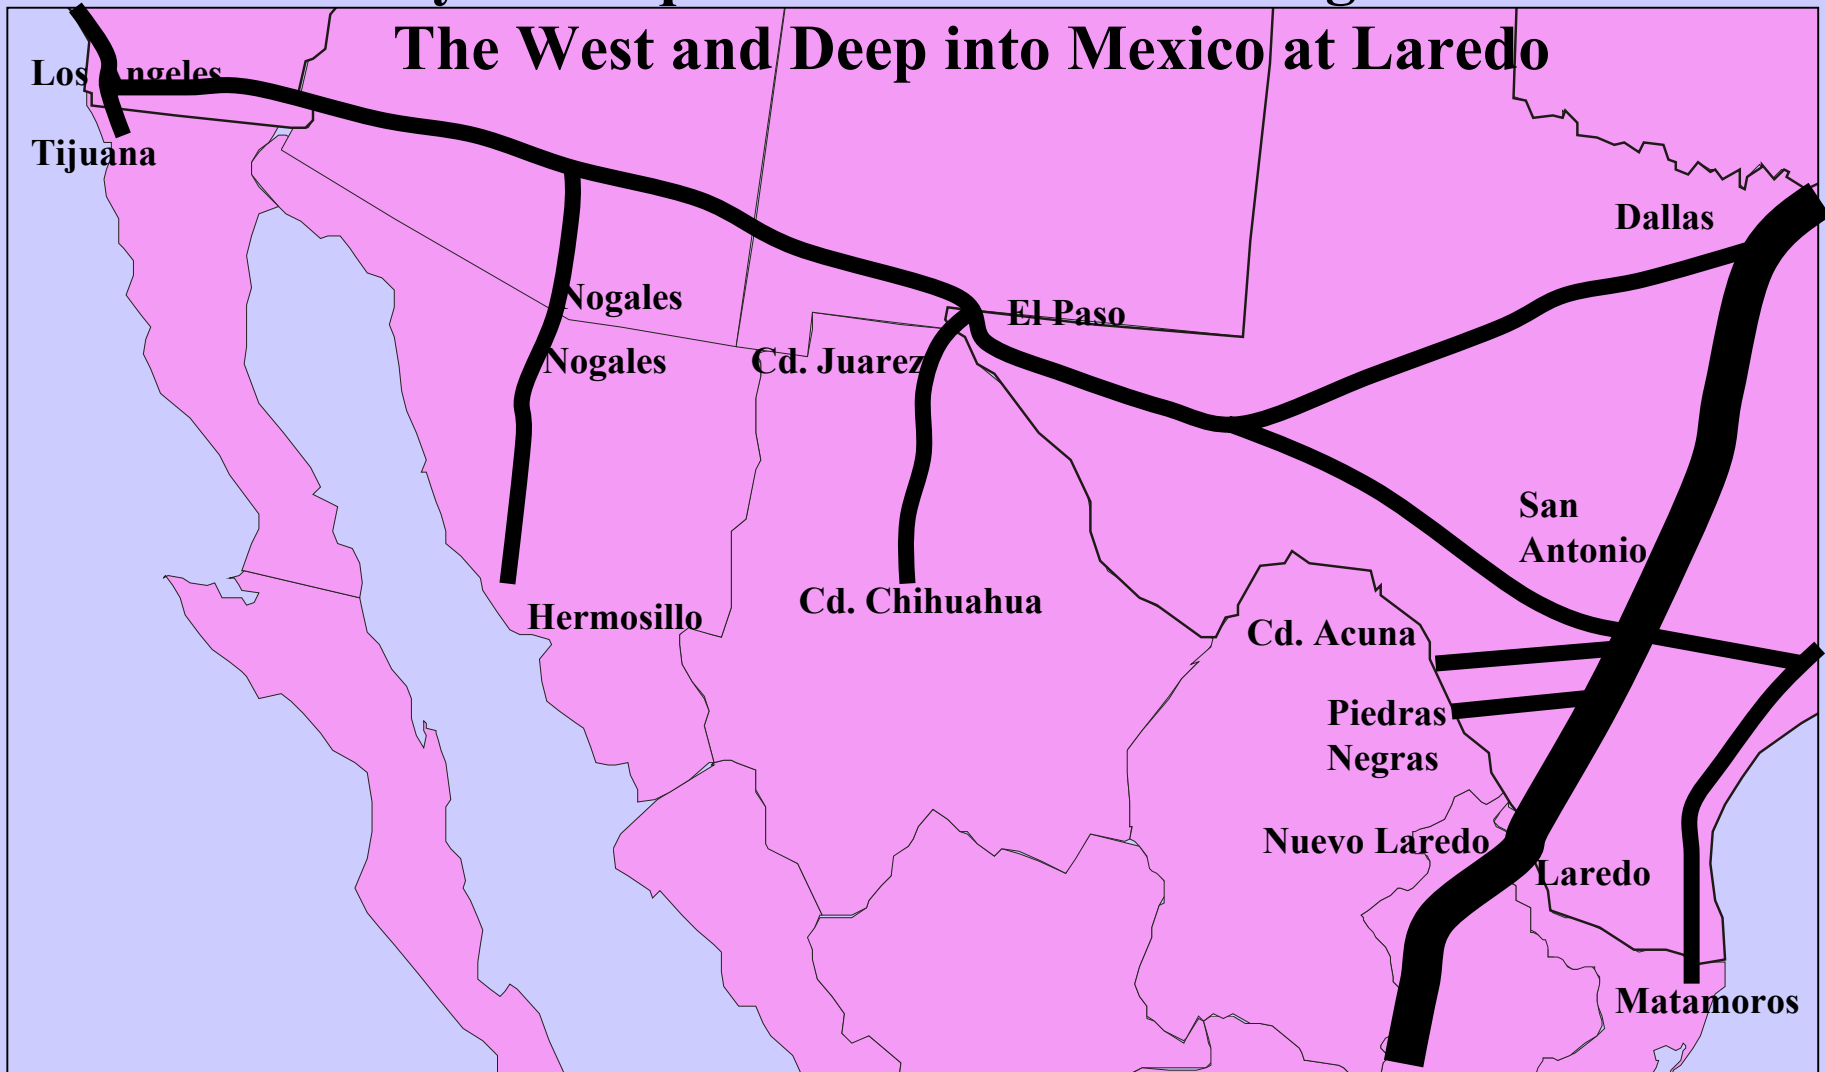 The West and Deep into Mexico at Laredo
Los Angeles
Tijuana
Dallas
Nogales
El Paso
Nogales
Cd. Juarez
San
Antonio
Cd. Chihuahua
Hermosillo
Cd. Acuna
Piedras
Negras
Nuevo Laredo
Laredo
Matamoros